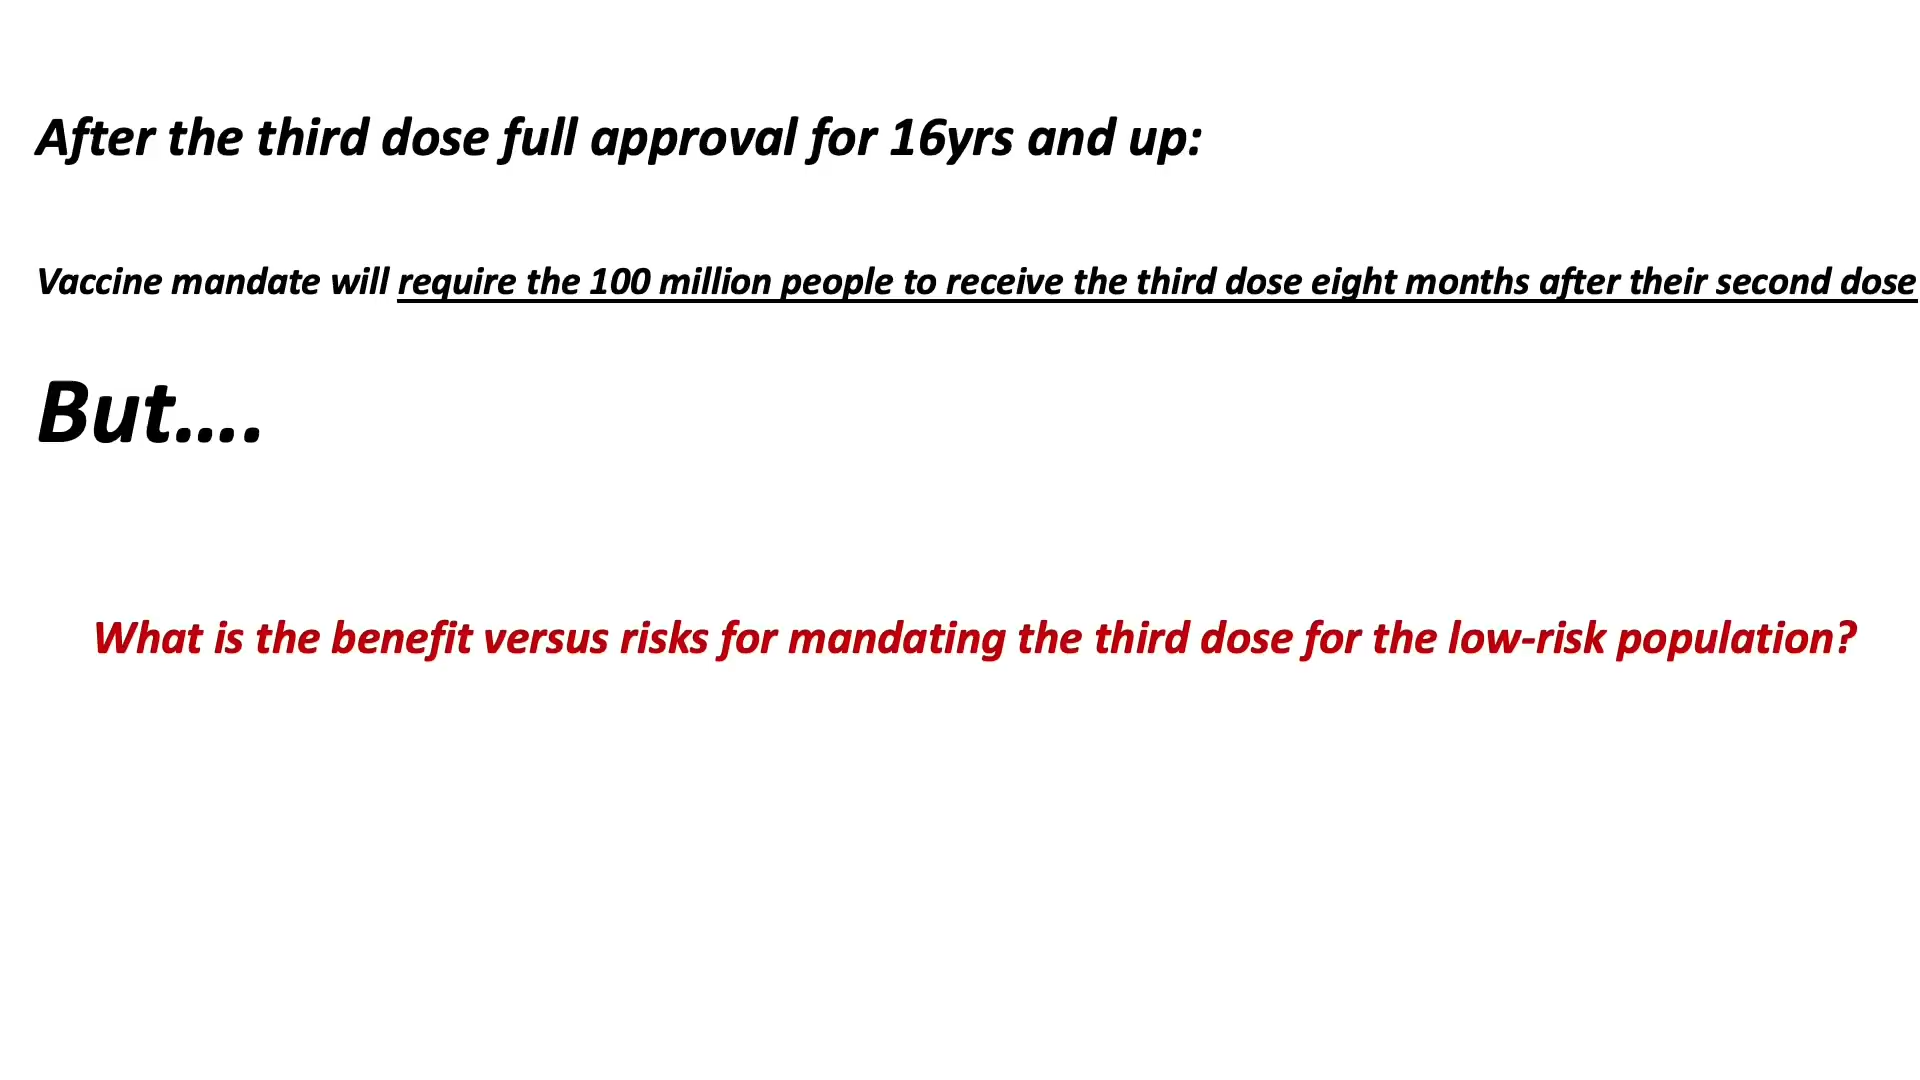 After the third dose full approval for 16yrs and up:
Vaccine mandate will require the 100 million people to receive the third dose eight months after their second dose
But....
What is the benefit versus risks for mandating the third dose for the low-risk population?